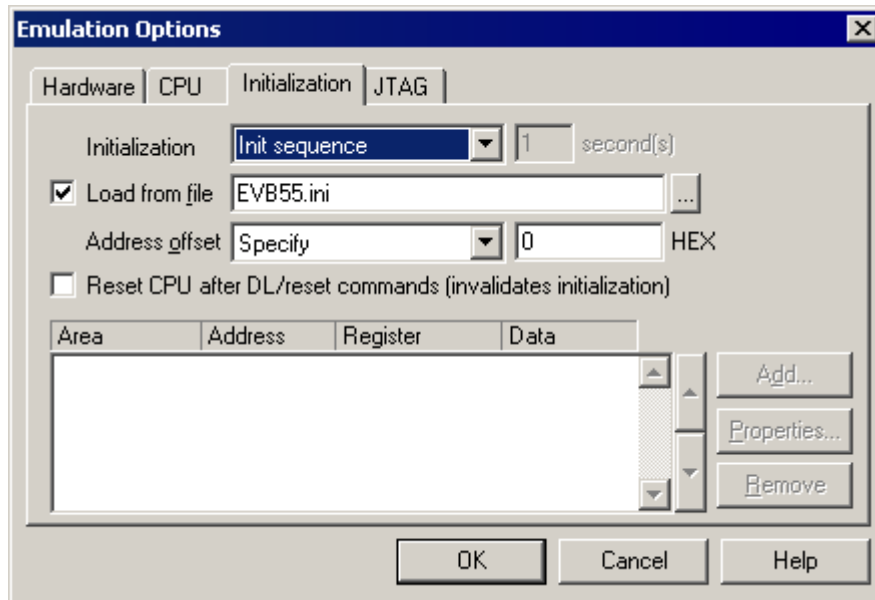 Emulation Options
Hardware CPU Initialization JTAG
Initialization Init sequence 1 second(s)
Load from file EVB55.ini ...
Address offset Specify 0 HEX
Reset CPU after DL/reset commands (invalidates initialization)
Area Address Register Data
Add...
Properties...
Remove
OK Cancel Help